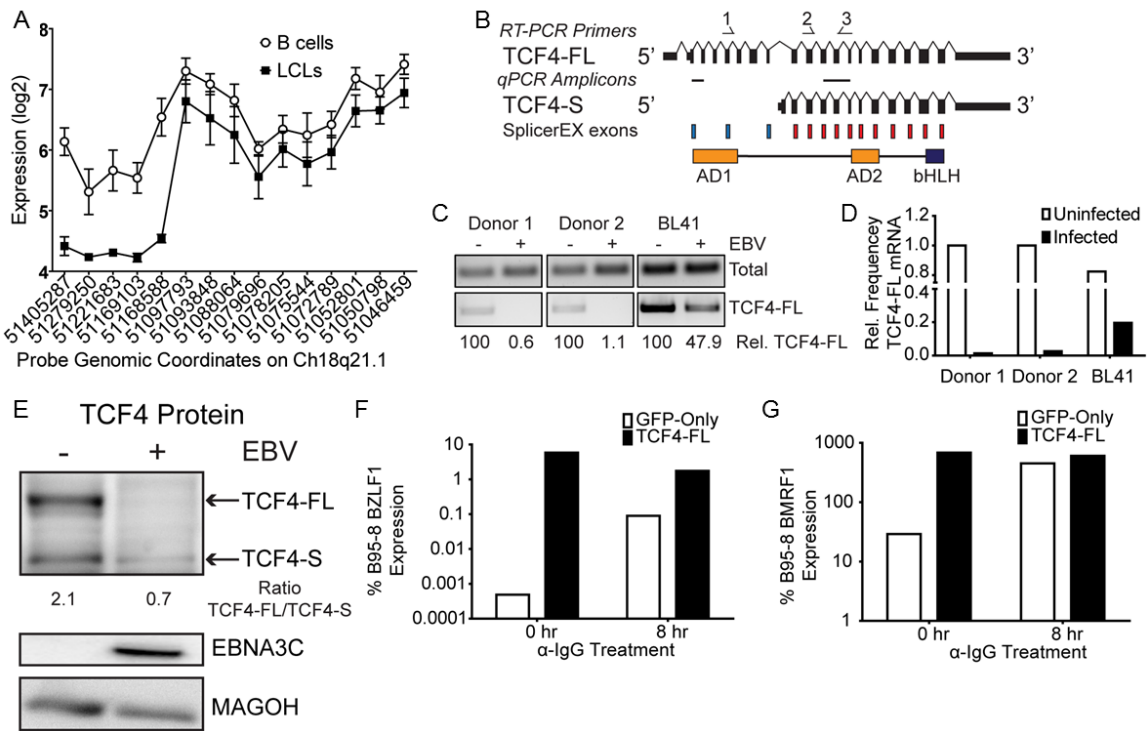 A
B cells
LCLs
Expression (log2)
8
7
6
5
4
51405287
51279250
51221683
51169103
51168588
51097793
51093848
51088064
51079696
51078205
51075544
51072789
51052801
51050798
51046459
Probe Genomic Coordinates on Ch18q21.1
B
1 2 3
RT-PCR Primers
TCF4-FL 5’ 3’
qPCR Amplicons
TCF4-S 5’ 3’
SplicerEX exons
AD1 AD2 bHLH
C
Donor 1 Donor 2 BL41
- + - + - + EBV
Total
TCF4-FL
100 0.6 100 1.1 100 47.9 Rel. TCF4-FL
D
Uninfected
Infected
Rel. Frequencey
TCF4-FL mRNA
1.2
1.0
0.8
0.4
0.2
0.0
Donor 1 Donor 2 BL41
E
TCF4 Protein
- + EBV
TCF4-FL
TCF4-S
2.1 0.7 Ratio
TCF4-FL/TCF4-S
EBNA3C
MAGOH
F
GFP-Only
TCF4-FL
% B95-8 BZLF1
Expression
10
1
0.1
0.01
0.001
0.0001
0 hr 8 hr
α-IgG Treatment
G
GFP-Only
TCF4-FL
% B95-8 BMRF1
Expression
1000
100
10
1
0 hr 8 hr
α-IgG Treatment